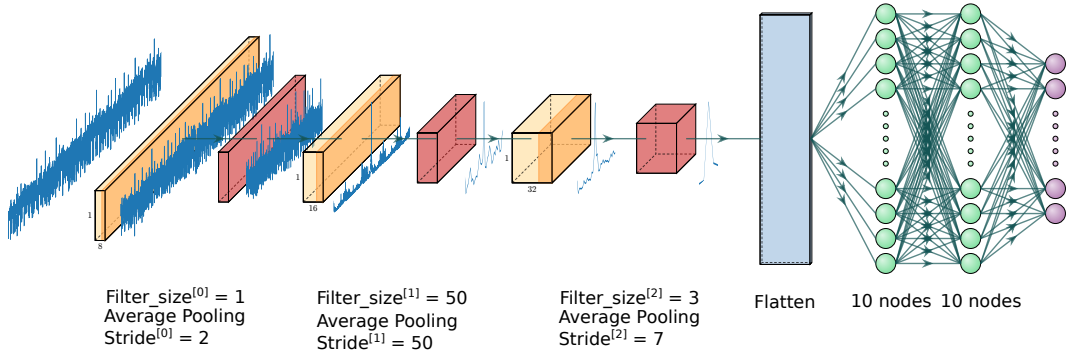 1
8
1
16
1
32
Filter_size[0] = 1
Average Pooling
Stride[0] = 2
Filter_size[1] = 50
Average Pooling
Stride[1] = 50
Filter_size[2] = 3
Average Pooling
Stride[2] = 7
Flatten
10 nodes 10 nodes